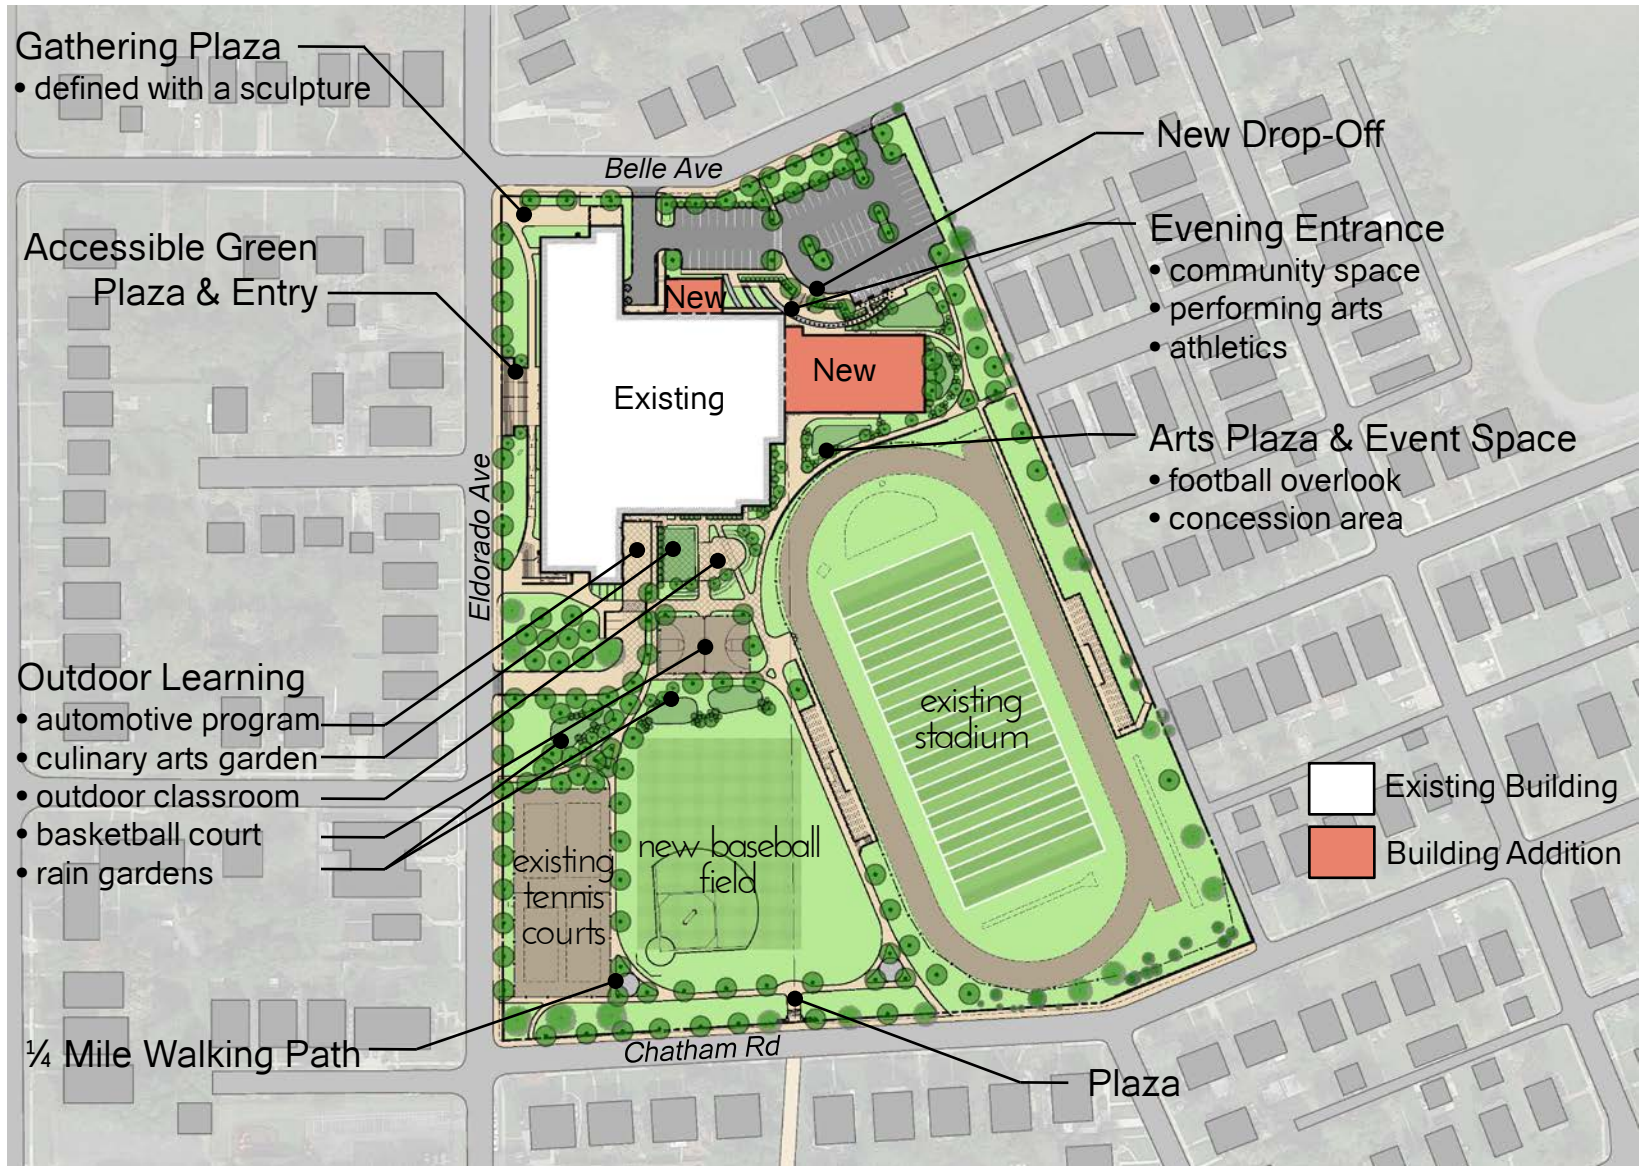 Gathering Plaza
• defined with a sculpture
Belle Ave
New Drop-Off
Accessible Green
Plaza & Entry
Evening Entrance
• community space
• performing arts
• athletics
New
New
Existing
Arts Plaza & Event Space
• football overlook
• concession area
Eldorado Ave
Outdoor Learning
• automotive program
• culinary arts garden
• outdoor classroom
• basketball court
• rain gardens
existing
stadium
existing
tennis
courts
new baseball
field
Existing Building
Building Addition
¼ Mile Walking Path
Chatham Rd
Plaza